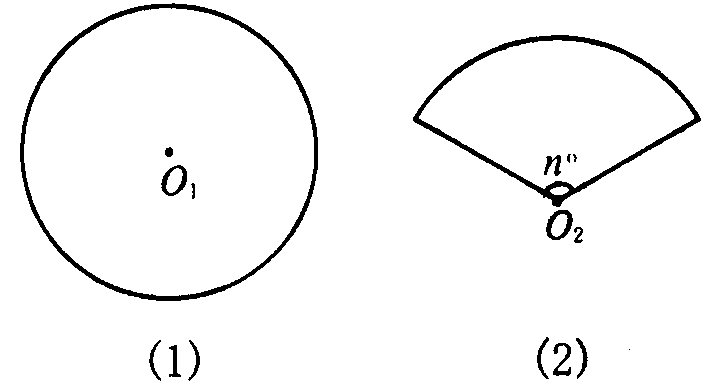 O₁
n°
O₂
(1)
(2)